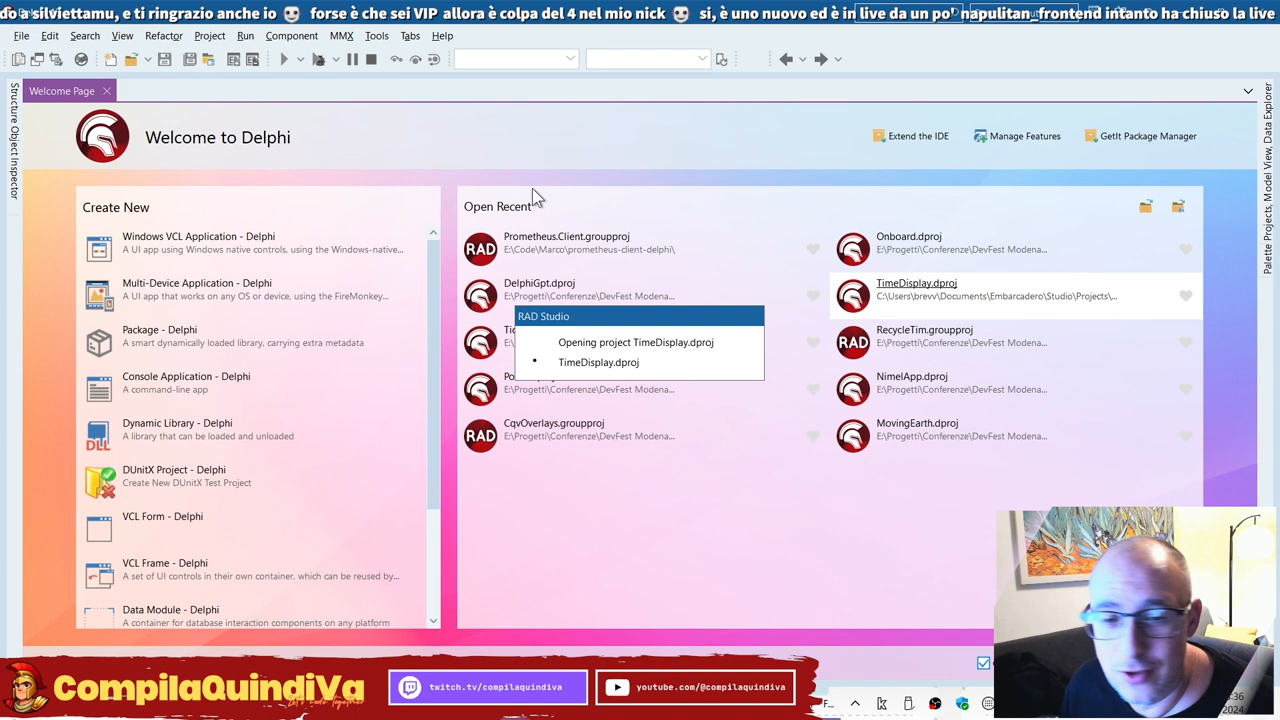 do a silenttamu, e ti ringrazio anche io forse è che sei VIP allora è colpa del 4 nel mio nick si, è uno nuovo ed è in live da un po' napulitan_frontend intanto ha chiuso la live
File Edit Search View Refactor Project Run Component MMX Tools Tabs Help
Welcome Page
Structure Object Inspector
Palette Projects, Model View, Data Explorer
Welcome to Delphi
Extend the IDE
Manage Features
GetIt Package Manager
Create New
Windows VCL Application - Delphi
A UI app using Windows native controls, using the Windows-native...
Multi-Device Application - Delphi
A UI app that works on any OS or device, using the FireMonkey...
Package - Delphi
A smart dynamically loaded library, carrying extra metadata
Console Application - Delphi
A command-line app
Dynamic Library - Delphi
A library that can be loaded and unloaded
DLL
DUnitX Project - Delphi
Create New DUnitX Test Project
VCL Form - Delphi
VCL Frame - Delphi
A set of UI controls in their own container, which can be reused by...
Data Module - Delphi
A container for database interaction components on any platform
Open Recent
RAD
Prometheus.Client.groupproj
E:\Code\Marco\prometheus-client-delphi\
DelphiGpt.dproj
E:\Progetti\Conferenze\DevFest Modena...
E:\Progetti\Conferenze\DevFest Modena...
RAD
CqvOverlays.groupproj
E:\Progetti\Conferenze\DevFest Modena...
Onboard.dproj
E:\Progetti\Conferenze\DevFest Modena...
TimeDisplay.dproj
C:\Users\brevv\Documents\Embarcadero\Studio\Projects\...
RAD
RecycleTim.groupproj
E:\Progetti\Conferenze\DevFest Modena...
NimelApp.dproj
E:\Progetti\Conferenze\DevFest Modena...
MovingEarth.dproj
E:\Progetti\Conferenze\DevFest Modena...
RAD Studio
Opening project TimeDisplay.dproj
TimeDisplay.dproj
CompilaQuindiVa
Let's Code Together
twitch.tv/compilaquindiva
youtube.com/@compilaquindiva